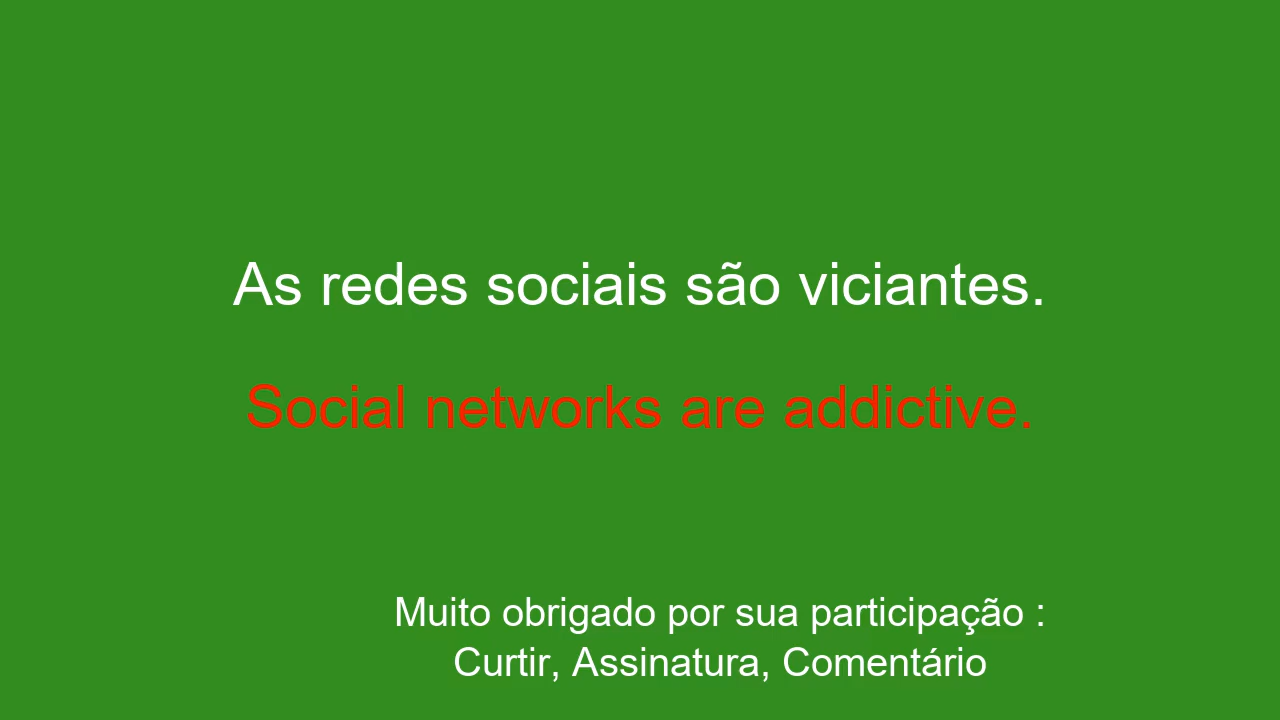 As redes sociais são viciantes.
Social networks are addictive.
Muito obrigado por sua participação :
Curtir, Assinatura, Comentário